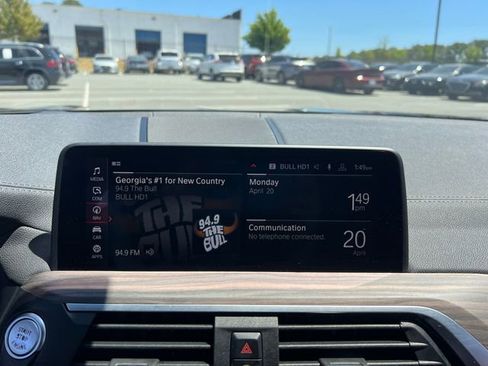 BULL HD1
1:49pm
MEDIA
COM
NAV
CAR
APPS
Georgia's #1 for New Country
94.9 The Bull
BULL HD1
THE
94.9
THE
BULL
94.9 FM
Monday
April 20
1 49
pm
Communication
No telephone connected.
20
April
START
STOP
ENGINE